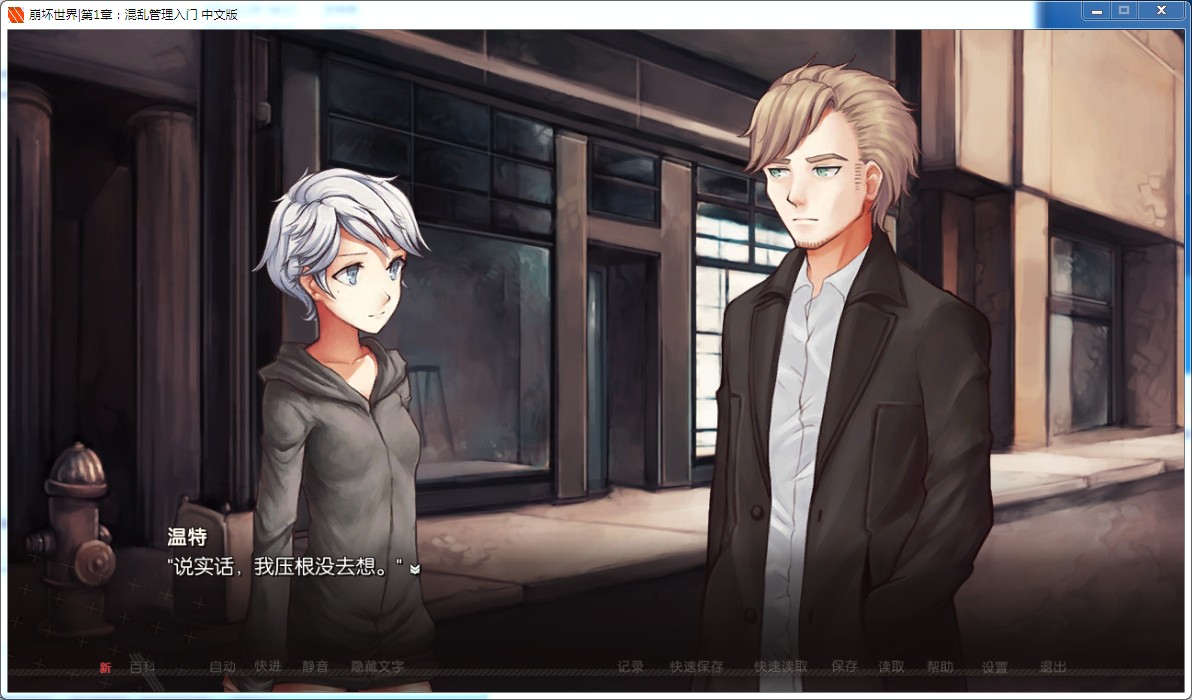 崩坏世界|第1章：混乱管理入门 中文版
温特
"说实话，我压根没去想。"
新 百科 自动 快进 静音 隐藏文字 记录 快速保存 快速读取 保存 读取 帮助 设置 退出